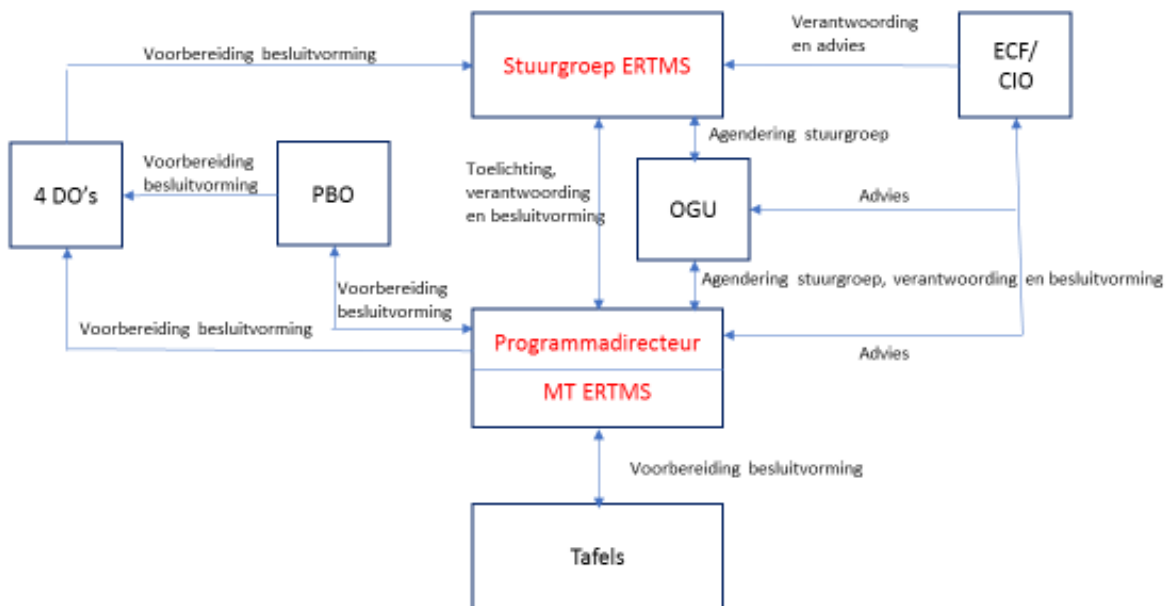 Verantwoording
en advies
Voorbereiding besluitvorming
Stuurgroep ERTMS
ECF/
CIO
Agendering stuurgroep
Voorbereiding
besluitvorming
Toelichting,
verantwoording
en besluitvorming
4 DO's
PBO
OGU
Advies
Agendering stuurgroep, verantwoording en besluitvorming
Voorbereiding
besluitvorming
Voorbereiding besluitvorming
Programmadirecteur
Advies
MT ERTMS
Voorbereiding besluitvorming
Tafels